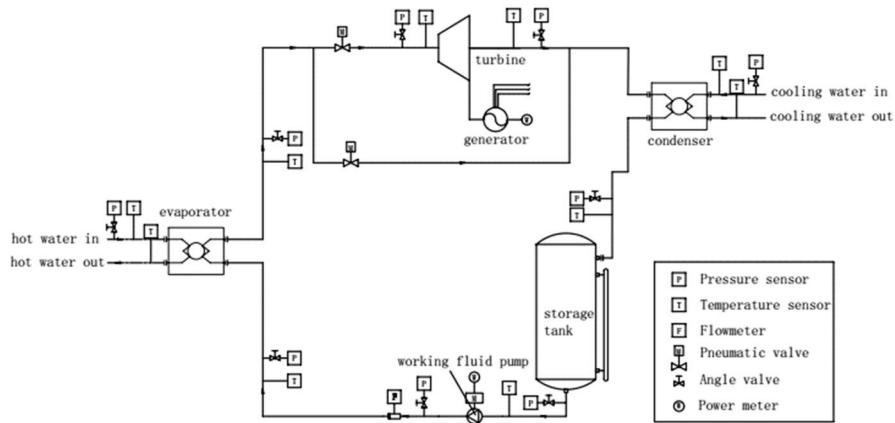 M
P
T
T
P
turbine
W
generator
M
T
T
P
cooling water in
cooling water out
condenser
P
T
evaporator
P
T
T
hot water in
hot water out
P
T
storage
tank
P
T
working fluid pump
W
M
P
F
T
P
P Pressure sensor
T Temperature sensor
F Flowmeter
M Pneumatic valve
Angle valve
W Power meter